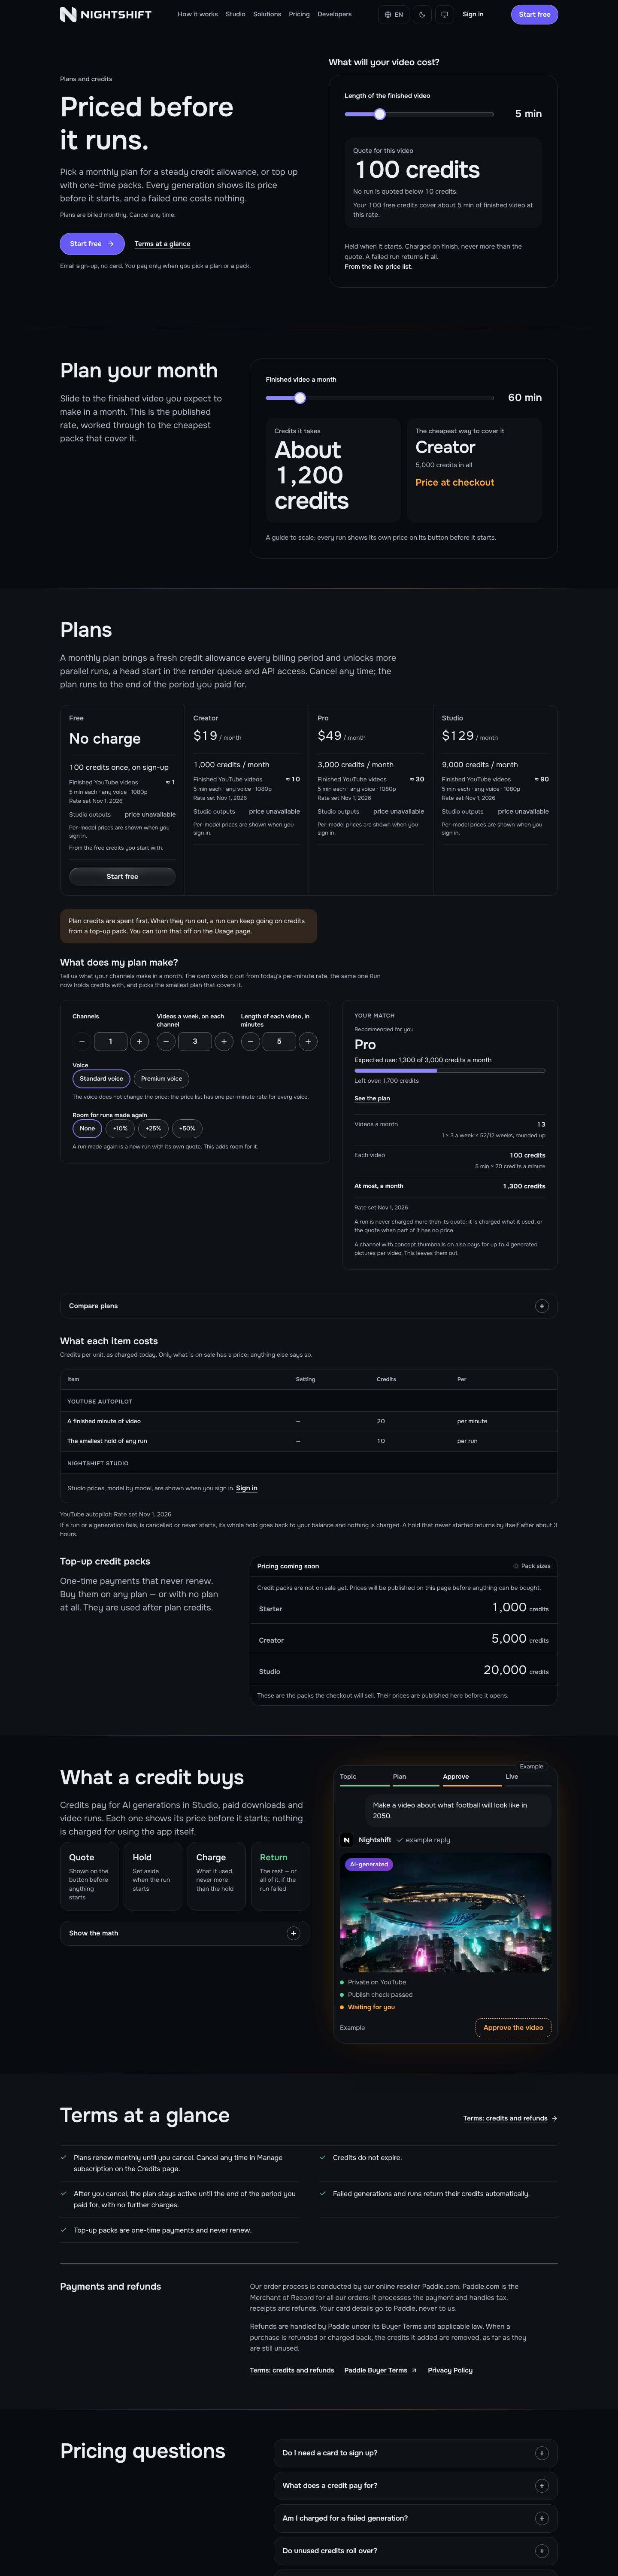 NIGHTSHIFT
How it works
Studio
Solutions
Pricing
Developers
EN
Sign in
Start free
Plans and credits
Priced before
it runs.
Pick a monthly plan for a steady credit allowance, or top up
with one-time packs. Every generation shows its price
before it starts, and a failed one costs nothing.
Plans are billed monthly. Cancel any time.
Start free
Terms at a glance
Email sign-up, no card. You pay only when you pick a plan or a pack.
What will your video cost?
Length of the finished video
5 min
Quote for this video
100 credits
No run is quoted below 10 credits.
Your 100 free credits cover about 5 min of finished video at
this rate.
Held when it starts. Charged on finish, never more than the
quote. A failed run returns it all.
From the live price list.
Plan your month
Slide to the finished video you expect to
make in a month. This is the published
rate, worked through to the cheapest
packs that cover it.
Finished video a month
60 min
Credits it takes
About
1,200
credits
The cheapest way to cover it
Creator
5,000 credits in all
Price at checkout
A guide to scale: every run shows its own price on its button before it starts.
Plans
A monthly plan brings a fresh credit allowance every billing period and unlocks more
parallel runs, a head start in the render queue and API access. Cancel any time; the
plan runs to the end of the period you paid for.
Free
No charge
100 credits once, on sign-up
Finished YouTube videos ≈ 1
5 min each · any voice · 1080p
Rate set Nov 1, 2026
Studio outputs price unavailable
Per-model prices are shown when you
sign in.
From the free credits you start with.
Start free
Creator
$19 / month
1,000 credits / month
Finished YouTube videos ≈ 10
5 min each · any voice · 1080p
Rate set Nov 1, 2026
Studio outputs price unavailable
Per-model prices are shown when you
sign in.
Pro
$49 / month
3,000 credits / month
Finished YouTube videos ≈ 30
5 min each · any voice · 1080p
Rate set Nov 1, 2026
Studio outputs price unavailable
Per-model prices are shown when you
sign in.
Studio
$129 / month
9,000 credits / month
Finished YouTube videos ≈ 90
5 min each · any voice · 1080p
Rate set Nov 1, 2026
Studio outputs price unavailable
Per-model prices are shown when you
sign in.
Plan credits are spent first. When they run out, a run can keep going on credits
from a top-up pack. You can turn that off on the Usage page.
What does my plan make?
Tell us what your channels make in a month. The card works it out from today's per-minute rate, the same one Run
now holds credits with, and picks the smallest plan that covers it.
Channels
− 1 +
Videos a week, on each
channel
− 3 +
Length of each video, in
minutes
− 5 +
Voice
Standard voice
Premium voice
The voice does not change the price: the price list has one per-minute rate for every voice.
Room for runs made again
None
+10%
+25%
+50%
A run made again is a new run with its own quote. This adds room for it.
YOUR MATCH
Recommended for you
Pro
Expected use: 1,300 of 3,000 credits a month
Left over: 1,700 credits
See the plan
Videos a month 13
1 × 3 a week × 52/12 weeks, rounded up
Each video 100 credits
5 min × 20 credits a minute
At most, a month 1,300 credits
Rate set Nov 1, 2026
A run is never charged more than its quote: it is charged what it used, or
the quote when part of it has no price.
A channel with concept thumbnails on also pays for up to 4 generated
pictures per video. This leaves them out.
Compare plans +
What each item costs
Credits per unit, as charged today. Only what is on sale has a price; anything else says so.
Item Setting Credits Per
YOUTUBE AUTOPILOT
A finished minute of video – 20 per minute
The smallest hold of any run – 10 per run
NIGHTSHIFT STUDIO
Studio prices, model by model, are shown when you sign in. Sign in
YouTube autopilot: Rate set Nov 1, 2026
If a run or a generation fails, is cancelled or never starts, its whole hold goes back to your balance and nothing is charged. A hold that never started returns by itself after about 3
hours.
Top-up credit packs
One-time payments that never renew.
Buy them on any plan — or with no plan
at all. They are used after plan credits.
Pricing coming soon
Pack sizes
Credit packs are not on sale yet. Prices will be published on this page before anything can be bought.
Starter 1,000 credits
Creator 5,000 credits
Studio 20,000 credits
These are the packs the checkout will sell. Their prices are published here before it opens.
What a credit buys
Credits pay for AI generations in Studio, paid downloads and
video runs. Each one shows its price before it starts; nothing
is charged for using the app itself.
Quote
Shown on the
button before
anything
starts
Hold
Set aside
when the run
starts
Charge
What it used,
never more
than the hold
Return
The rest — or
all of it, if the
run failed
Show the math +
Example
Topic
Plan
Approve
Live
Make a video about what football will look like in
2050.
Nightshift
example reply
AI-generated
Private on YouTube
Publish check passed
Waiting for you
Example
Approve the video
Terms at a glance
Terms: credits and refunds
Plans renew monthly until you cancel. Cancel any time in Manage
subscription on the Credits page.
Credits do not expire.
After you cancel, the plan stays active until the end of the period you
paid for, with no further charges.
Failed generations and runs return their credits automatically.
Top-up packs are one-time payments and never renew.
Payments and refunds
Our order process is conducted by our online reseller Paddle.com. Paddle.com is the
Merchant of Record for all our orders: it processes the payment and handles tax,
receipts and refunds. Your card details go to Paddle, never to us.
Refunds are handled by Paddle under its Buyer Terms and applicable law. When a
purchase is refunded or charged back, the credits it added are removed, as far as they
are still unused.
Terms: credits and refunds
Paddle Buyer Terms
Privacy Policy
Pricing questions
Do I need a card to sign up? +
What does a credit pay for? +
Am I charged for a failed generation? +
Do unused credits roll over? +